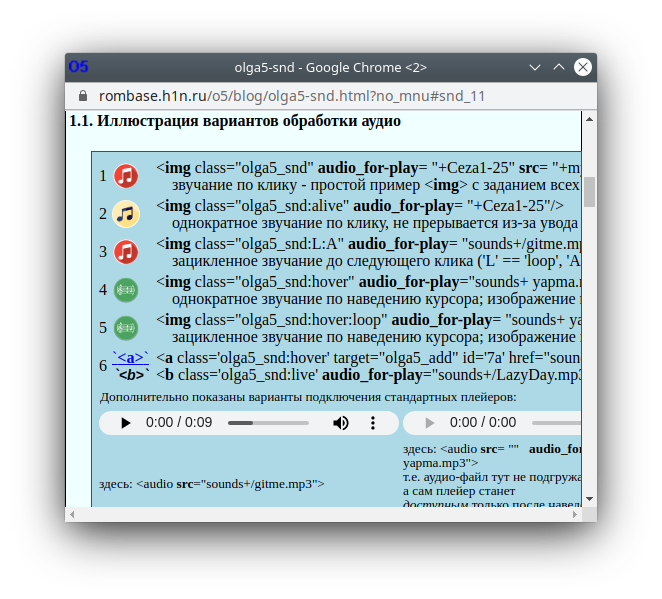 O5 olga5-snd - Google Chrome <2>
rombase.h1n.ru/o5/blog/olga5-snd.html?no_mnu#snd_11
1.1. Иллюстрация вариантов обработки аудио
1 <img class="olga5_snd" audio_for-play= "+Ceza1-25" src= "+m
звучание по клику - простой пример <img> с заданием всех
2 <img class="olga5_snd:alive" audio_for-play= "+Ceza1-25"/>
однократное звучание по клику, не прерывается из-за увода
3 <img class="olga5_snd:L:A" audio_for-play= "sounds+/gitme.mp
зацикленное звучание до следующего клика ('L' == 'loop', 'A
4 <img class="olga5_snd:hover" audio_for-play="sounds+ yapma.
однократное звучание по наведению курсора; изображение
5 <img class="olga5_snd:hover:loop" audio_for-play= "sounds+ ya
зацикленное звучание по наведению курсора; изображение
6 `<a>` <a class='olga5_snd:hover' target="olga5_add" id='7a' href="soun
`<b>` <b class='olga5_snd:live' audio_for-play="sounds+/LazyDay.mp3
Дополнительно показаны варианты подключения стандартных плейеров:
0:00 / 0:09 0:00 / 0:00
здесь: <audio src= "" audio_fo
yapma.mp3">
т.е. аудио-файл тут не подгружа
здесь: <audio src="sounds+/gitme.mp3">
а сам плейер станет
доступным только после навед